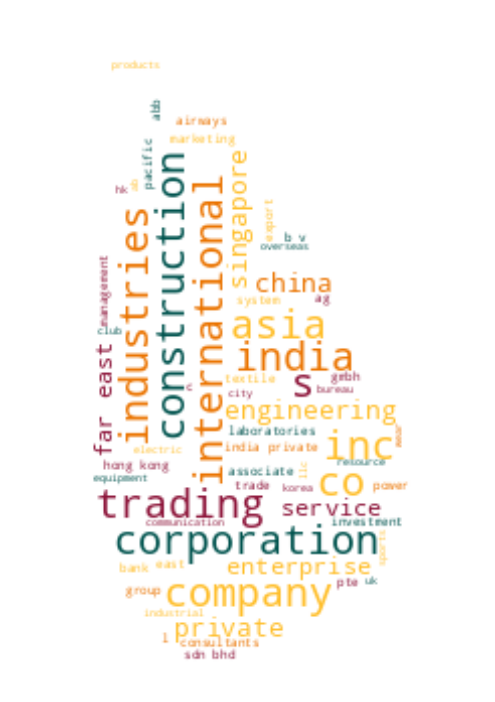 products
abb
airways
marketing
pacific
ab
hk
construction
international
singapore
industries
export
b v
overseas
management
china
system
ag
club
asia
india
far east
textile
s
gmbh
bureau
c
city
engineering
laboratories
inc
electric
india private
resource
hong kong
associate
llc
equipment
co
trade
korea
power
trading
service
communication
investment
corporation
sports
bank
east
enterprise
pte
uk
group
company
industrial
private
l
consultants
sdn bhd